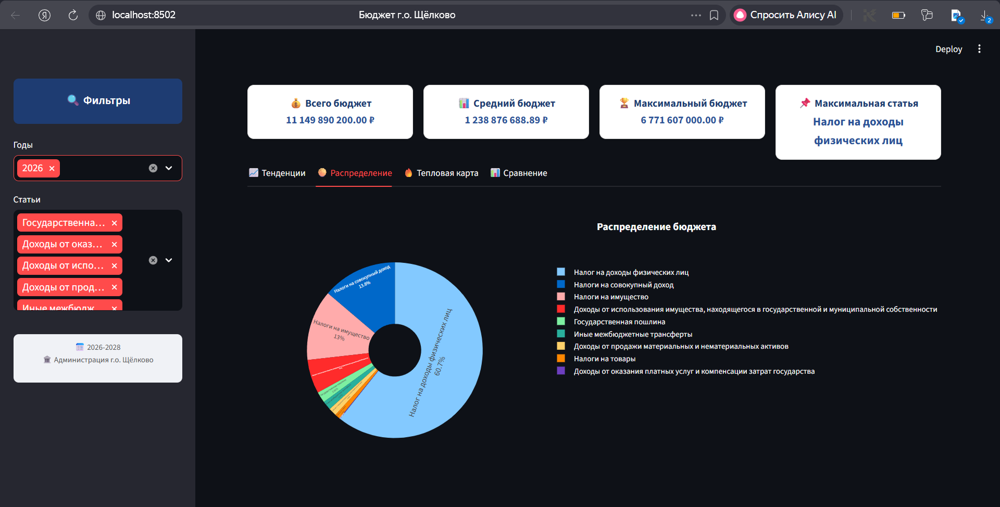 Я
localhost:8502
Бюджет г.о. Щёлково
Спросить Алису AI
2
Deploy
Фильтры
Годы
2026
Статьи
Государственна...
Доходы от оказ...
Доходы от испо...
Доходы от прод...
Иные межбюдж
2026-2028
Администрация г.о. Щёлково
Всего бюджет
11 149 890 200.00 ₽
Средний бюджет
1 238 876 688.89 ₽
Максимальный бюджет
6 771 607 000.00 ₽
Максимальная статья
Налог на доходы
физических лиц
Тенденции
Распределение
Тепловая карта
Сравнение
Распределение бюджета
Налоги на совокупный доход
13.8%
Налоги на имущество
13%
Налог на доходы физических лиц
60.7%
Государственная пошлина
Налог на доходы физических лиц
Налоги на совокупный доход
Налоги на имущество
Доходы от использования имущества, находящегося в государственной и муниципальной собственности
Государственная пошлина
Иные межбюджетные трансферты
Доходы от продажи материальных и нематериальных активов
Налоги на товары
Доходы от оказания платных услуг и компенсации затрат государства